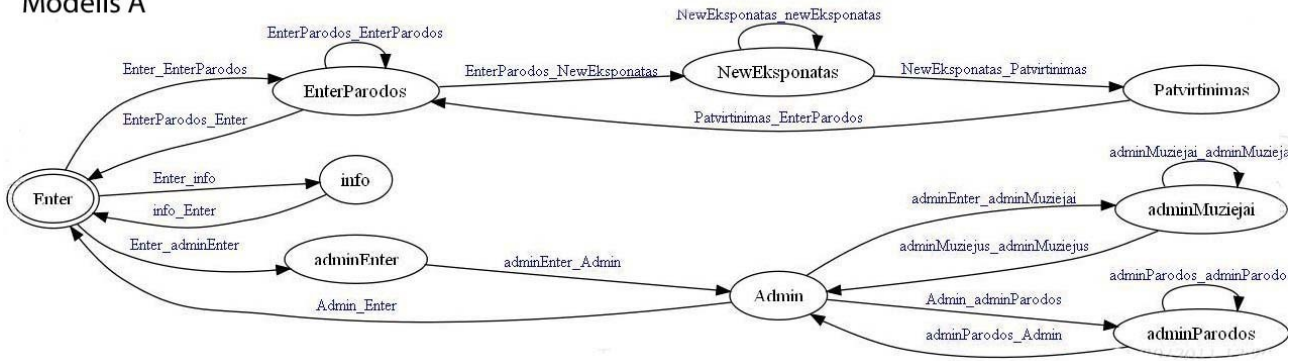 Modelis A
EnterParodos_EnterParodos
NewEksponatas_newEksponatas
Enter_EnterParodos
EnterParodos
EnterParodos_NewEksponatas
NewEksponatas
NewEksponatas_Patvirtinimas
Patvirtinimas
EnterParodos_Enter
Patvirtinimas_EnterParodos
Enter
Enter_info
info
info_Enter
adminMuziejai_adminMuzieja
adminEnter_adminMuziejai
adminMuziejai
Enter_adminEnter
adminEnter
adminEnter_Admin
adminMuziejus_adminMuziejus
adminParodos_adminParodo
Admin_Enter
Admin
Admin_adminParodos
adminParodos_Admin
adminParodos